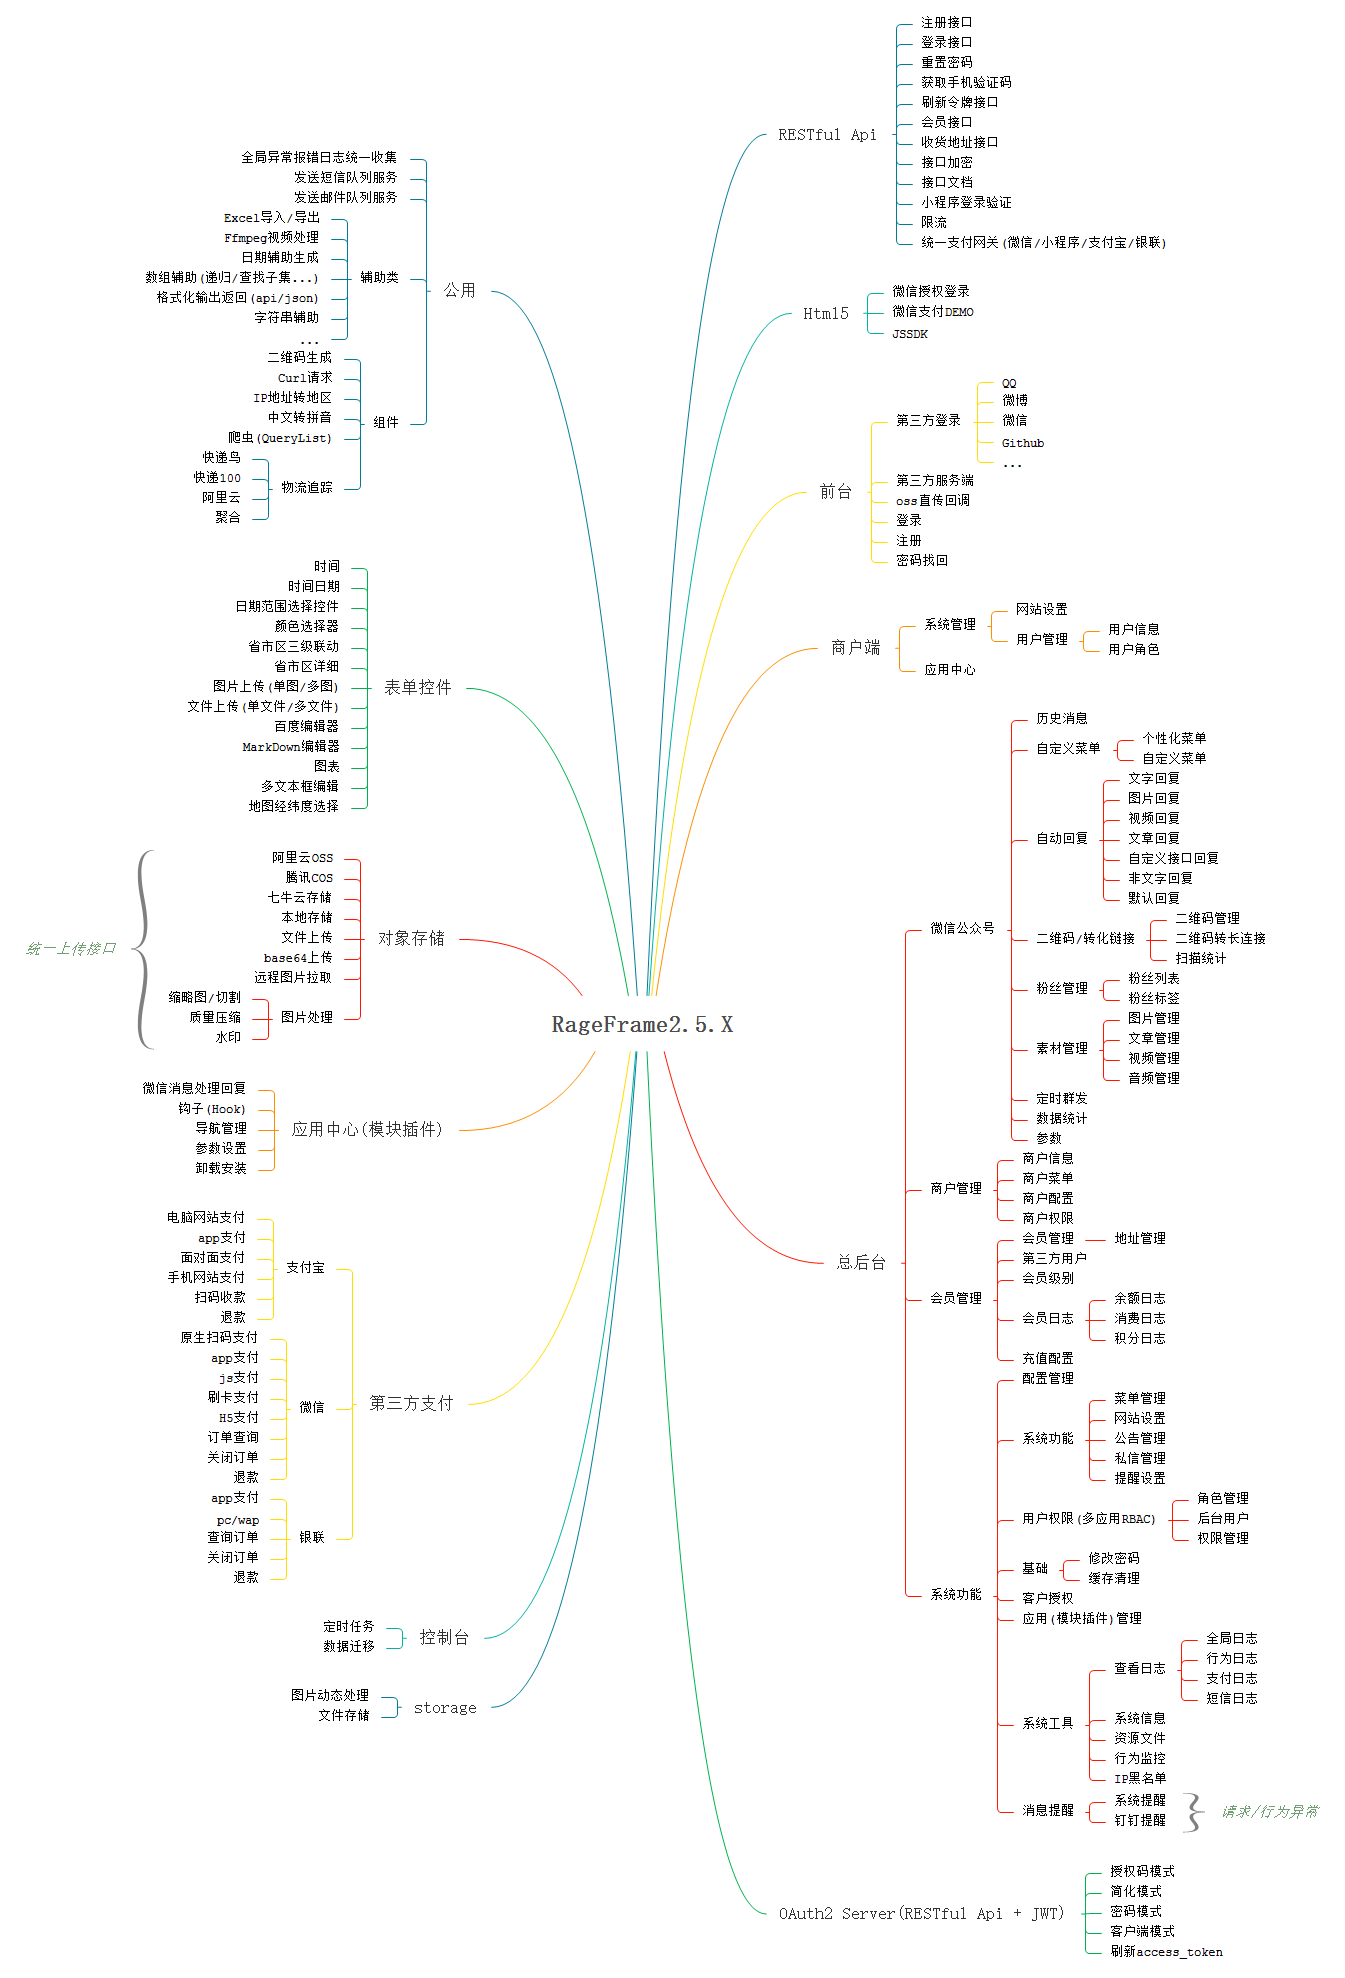 RageFrame2.5.X
RESTful Api
注册接口
登录接口
重置密码
获取手机验证码
刷新令牌接口
会员接口
收货地址接口
接口加密
接口文档
小程序登录验证
限流
统一支付网关(微信/小程序/支付宝/银联)
Html5
微信授权登录
微信支付DEMO
JSSDK
前台
第三方登录
QQ
微博
微信
Github
...
第三方服务端
oss直传回调
登录
注册
密码找回
商户端
系统管理
网站设置
用户管理
用户信息
用户角色
应用中心
总后台
微信公众号
历史消息
自定义菜单
个性化菜单
自定义菜单
自动回复
文字回复
图片回复
视频回复
文章回复
自定义接口回复
非文字回复
默认回复
二维码/转化链接
二维码管理
二维码转长连接
扫描统计
粉丝管理
粉丝列表
粉丝标签
素材管理
图片管理
文章管理
视频管理
音频管理
定时群发
数据统计
参数
商户管理
商户信息
商户菜单
商户配置
商户权限
会员管理
会员管理
地址管理
第三方用户
会员级别
会员日志
余额日志
消费日志
积分日志
充值配置
系统功能
配置管理
系统功能
菜单管理
网站设置
公告管理
私信管理
提醒设置
用户权限(多应用RBAC)
角色管理
后台用户
权限管理
基础
修改密码
缓存清理
客户授权
应用(模块插件)管理
系统工具
查看日志
全局日志
行为日志
支付日志
短信日志
系统信息
资源文件
行为监控
IP黑名单
消息提醒
系统提醒
钉钉提醒
请求/行为异常
OAuth2 Server(RESTful Api + JWT)
授权码模式
简化模式
密码模式
客户端模式
刷新access_token
公用
全局异常报错日志统一收集
发送短信队列服务
发送邮件队列服务
辅助类
Excel导入/导出
Ffmpeg视频处理
日期辅助生成
数组辅助(递归/查找子集...)
格式化输出返回(api/json)
字符串辅助
...
组件
二维码生成
Curl请求
IP地址转地区
中文转拼音
爬虫(QueryList)
物流追踪
快递鸟
快递100
阿里云
聚合
表单控件
时间
时间日期
日期范围选择控件
颜色选择器
省市区三级联动
省市区详细
图片上传(单图/多图)
文件上传(单文件/多文件)
百度编辑器
MarkDown编辑器
图表
多文本框编辑
地图经纬度选择
对象存储
阿里云OSS
腾讯COS
七牛云存储
本地存储
文件上传
base64上传
远程图片拉取
图片处理
缩略图/切割
质量压缩
水印
统一上传接口
应用中心(模块插件)
微信消息处理回复
钩子(Hook)
导航管理
参数设置
卸载安装
第三方支付
支付宝
电脑网站支付
app支付
面对面支付
手机网站支付
扫码收款
退款
微信
原生扫码支付
app支付
js支付
刷卡支付
H5支付
订单查询
关闭订单
退款
银联
app支付
pc/wap
查询订单
关闭订单
退款
控制台
定时任务
数据迁移
storage
图片动态处理
文件存储